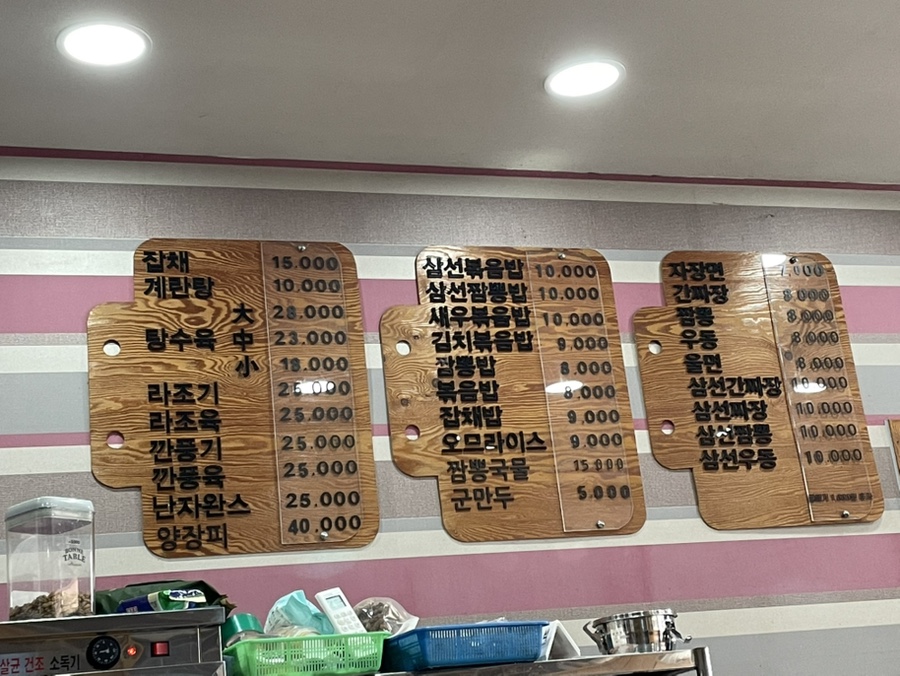 잡채 15.000
계란탕 10.000
大 28.000
탕수육 中 23.000
小 18.000
라조기 25.000
라조육 25.000
깐풍기 25.000
깐풍육 25.000
난자완스 25.000
양장피 40.000
삼선볶음밥 10.000
삼선짬뽕밥 10.000
새우볶음밥 10.000
김치볶음밥 9.000
짬뽕밥 8.000
볶음밥 8.000
잡채밥 9.000
오므라이스 9.000
짬뽕국물 15.000
군만두 5.000
자장면 7.000
간짜장 8.000
짬뽕 8.000
우동 8.000
울면 8.000
삼선간짜장 10.000
삼선짜장 10.000
삼선짬뽕 10.000
삼선우동 10.000
TABLE
살균 건조 소독기